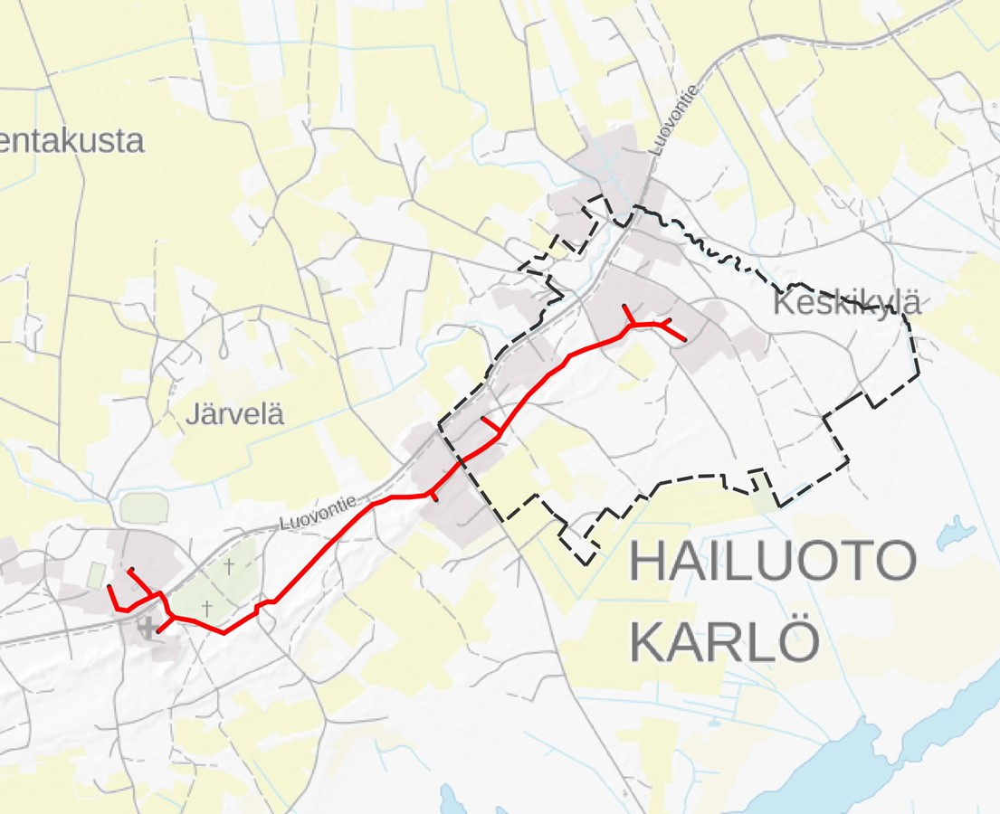 Luovontie
entakusta
Keskikylä
Järvelä
Luovontie
HAILUOTO
KARLÖ